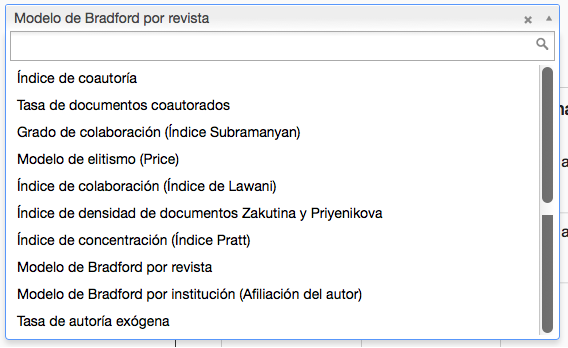 Modelo de Bradford por revista
Índice de coautoría
Tasa de documentos coautorados
Grado de colaboración (Índice Subramanyan)
Modelo de elitismo (Price)
Índice de colaboración (Índice de Lawani)
Índice de densidad de documentos Zakutina y Priyenikova
Índice de concentración (Índice Pratt)
Modelo de Bradford por revista
Modelo de Bradford por institución (Afiliación del autor)
Tasa de autoría exógena